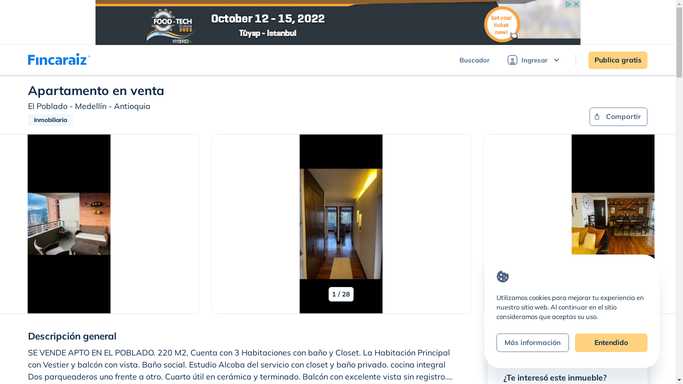 FOOD-TECH
EURASIA
2022
HYBRID
October 12 - 15, 2022
Tüyap - Istanbul
Get your
ticket
now!
Fincaraiz
Buscador
Ingresar
Publica gratis
Apartamento en venta
El Poblado - Medellín - Antioquia
Inmobiliaria
Compartir
1 / 28
Utilizamos cookies para mejorar tu experiencia en
nuestro sitio web. Al continuar en el sitio
consideramos que aceptas su uso.
Más información
Entendido
Descripción general
SE VENDE APTO EN EL POBLADO. 220 M2, Cuenta con 3 Habitaciones con baño y Closet. La Habitación Principal
con Vestier y balcón con vista. Baño social. Estudio Alcoba del servicio con closet y baño privado. cocina integral
Dos parqueaderos uno frente a otro. Cuarto útil en cerámica y terminado. Balcón con excelente vista sin registro....
¿Te interesó este inmueble?